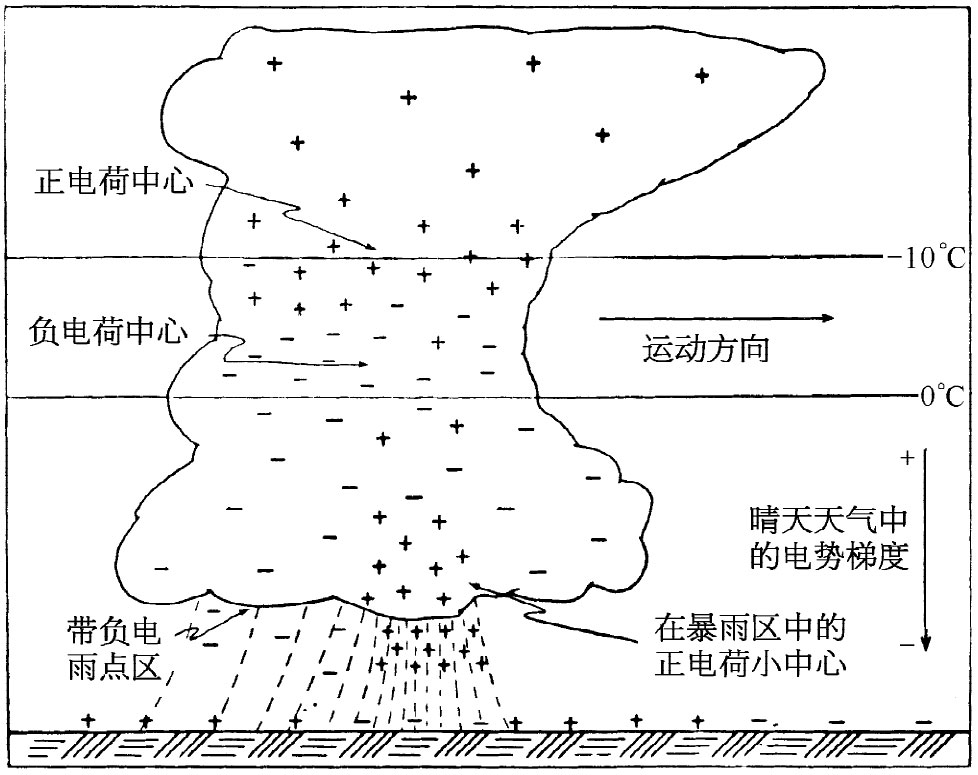 正电荷中心
-10℃
负电荷中心
运动方向
0℃
+
晴天天气中
的电势梯度
-
带负电
雨点区
在暴雨区中的
正电荷小中心